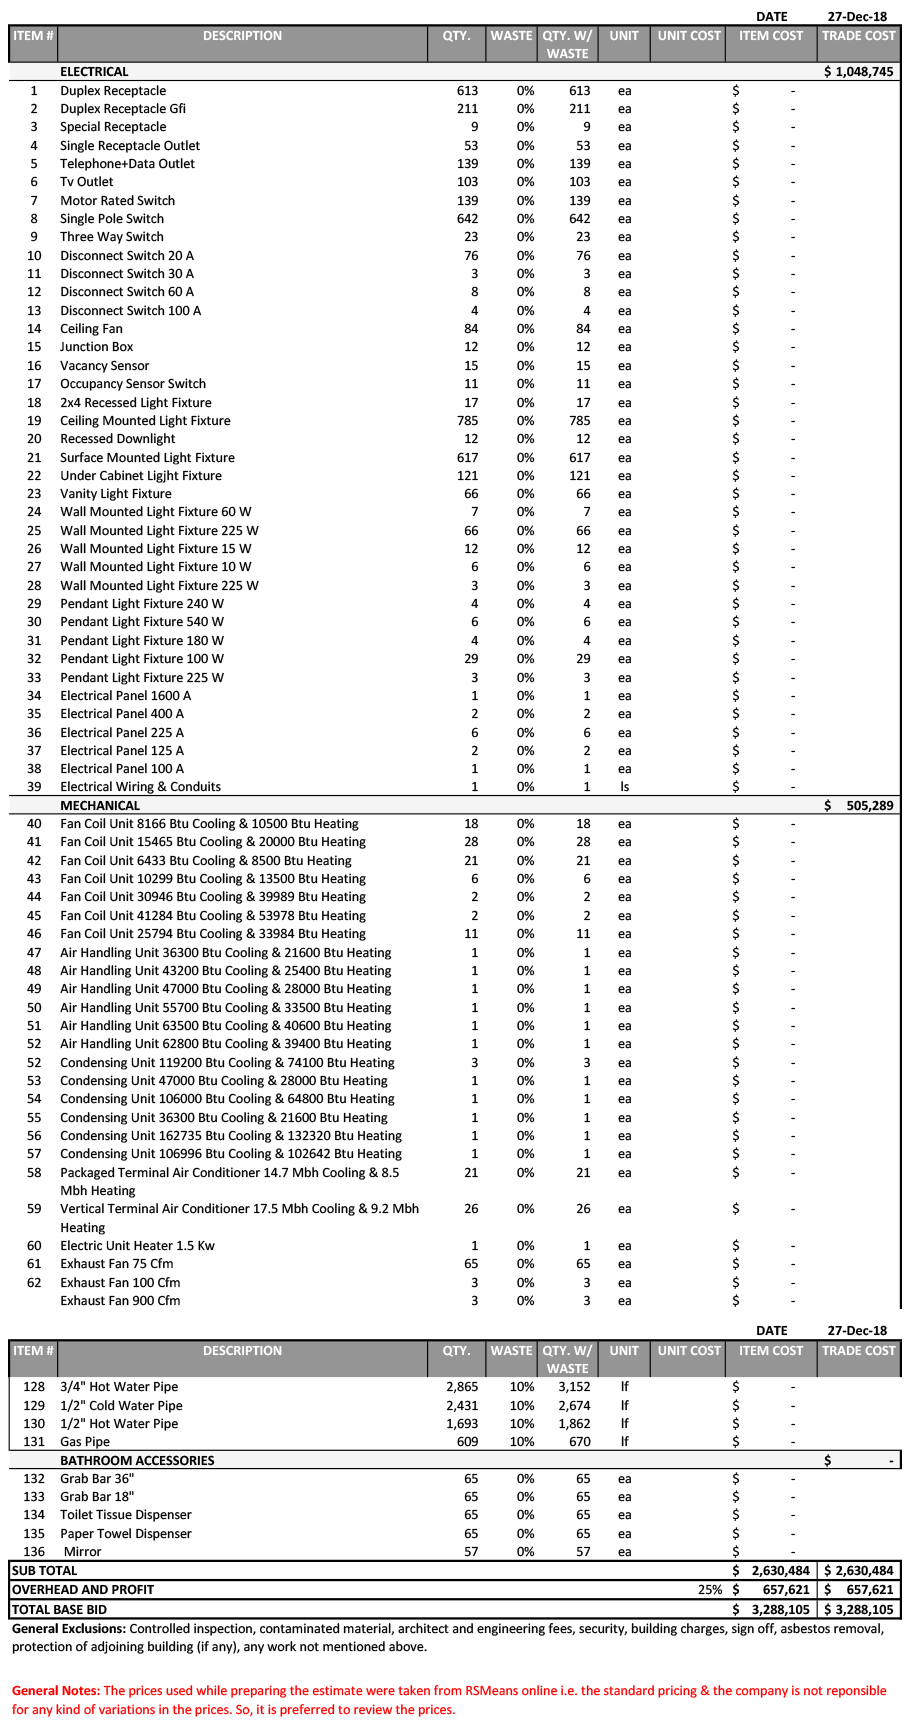 DATE 27-Dec-18
ITEM # DESCRIPTION QTY. WASTE QTY. W/ UNIT UNIT COST ITEM COST TRADE COST
WASTE
ELECTRICAL $ 1,048,745
1 Duplex Receptacle 613 0% 613 ea $ -
2 Duplex Receptacle Gfi 211 0% 211 ea $ -
3 Special Receptacle 9 0% 9 ea $ -
4 Single Receptacle Outlet 53 0% 53 ea $ -
5 Telephone+Data Outlet 139 0% 139 ea $ -
6 Tv Outlet 103 0% 103 ea $ -
7 Motor Rated Switch 139 0% 139 ea $ -
8 Single Pole Switch 642 0% 642 ea $ -
9 Three Way Switch 23 0% 23 ea $ -
10 Disconnect Switch 20 A 76 0% 76 ea $ -
11 Disconnect Switch 30 A 3 0% 3 ea $ -
12 Disconnect Switch 60 A 8 0% 8 ea $ -
13 Disconnect Switch 100 A 4 0% 4 ea $ -
14 Ceiling Fan 84 0% 84 ea $ -
15 Junction Box 12 0% 12 ea $ -
16 Vacancy Sensor 15 0% 15 ea $ -
17 Occupancy Sensor Switch 11 0% 11 ea $ -
18 2x4 Recessed Light Fixture 17 0% 17 ea $ -
19 Ceiling Mounted Light Fixture 785 0% 785 ea $ -
20 Recessed Downlight 12 0% 12 ea $ -
21 Surface Mounted Light Fixture 617 0% 617 ea $ -
22 Under Cabinet Ligjht Fixture 121 0% 121 ea $ -
23 Vanity Light Fixture 66 0% 66 ea $ -
24 Wall Mounted Light Fixture 60 W 7 0% 7 ea $ -
25 Wall Mounted Light Fixture 225 W 66 0% 66 ea $ -
26 Wall Mounted Light Fixture 15 W 12 0% 12 ea $ -
27 Wall Mounted Light Fixture 10 W 6 0% 6 ea $ -
28 Wall Mounted Light Fixture 225 W 3 0% 3 ea $ -
29 Pendant Light Fixture 240 W 4 0% 4 ea $ -
30 Pendant Light Fixture 540 W 6 0% 6 ea $ -
31 Pendant Light Fixture 180 W 4 0% 4 ea $ -
32 Pendant Light Fixture 100 W 29 0% 29 ea $ -
33 Pendant Light Fixture 225 W 3 0% 3 ea $ -
34 Electrical Panel 1600 A 1 0% 1 ea $ -
35 Electrical Panel 400 A 2 0% 2 ea $ -
36 Electrical Panel 225 A 6 0% 6 ea $ -
37 Electrical Panel 125 A 2 0% 2 ea $ -
38 Electrical Panel 100 A 1 0% 1 ea $ -
39 Electrical Wiring & Conduits 1 0% 1 ls $ -
MECHANICAL $ 505,289
40 Fan Coil Unit 8166 Btu Cooling & 10500 Btu Heating 18 0% 18 ea $ -
41 Fan Coil Unit 15465 Btu Cooling & 20000 Btu Heating 28 0% 28 ea $ -
42 Fan Coil Unit 6433 Btu Cooling & 8500 Btu Heating 21 0% 21 ea $ -
43 Fan Coil Unit 10299 Btu Cooling & 13500 Btu Heating 6 0% 6 ea $ -
44 Fan Coil Unit 30946 Btu Cooling & 39989 Btu Heating 2 0% 2 ea $ -
45 Fan Coil Unit 41284 Btu Cooling & 53978 Btu Heating 2 0% 2 ea $ -
46 Fan Coil Unit 25794 Btu Cooling & 33984 Btu Heating 11 0% 11 ea $ -
47 Air Handling Unit 36300 Btu Cooling & 21600 Btu Heating 1 0% 1 ea $ -
48 Air Handling Unit 43200 Btu Cooling & 25400 Btu Heating 1 0% 1 ea $ -
49 Air Handling Unit 47000 Btu Cooling & 28000 Btu Heating 1 0% 1 ea $ -
50 Air Handling Unit 55700 Btu Cooling & 33500 Btu Heating 1 0% 1 ea $ -
51 Air Handling Unit 63500 Btu Cooling & 40600 Btu Heating 1 0% 1 ea $ -
52 Air Handling Unit 62800 Btu Cooling & 39400 Btu Heating 1 0% 1 ea $ -
52 Condensing Unit 119200 Btu Cooling & 74100 Btu Heating 3 0% 3 ea $ -
53 Condensing Unit 47000 Btu Cooling & 28000 Btu Heating 1 0% 1 ea $ -
54 Condensing Unit 106000 Btu Cooling & 64800 Btu Heating 1 0% 1 ea $ -
55 Condensing Unit 36300 Btu Cooling & 21600 Btu Heating 1 0% 1 ea $ -
56 Condensing Unit 162735 Btu Cooling & 132320 Btu Heating 1 0% 1 ea $ -
57 Condensing Unit 106996 Btu Cooling & 102642 Btu Heating 1 0% 1 ea $ -
58 Packaged Terminal Air Conditioner 14.7 Mbh Cooling & 8.5 21 0% 21 ea $ -
Mbh Heating
59 Vertical Terminal Air Conditioner 17.5 Mbh Cooling & 9.2 Mbh 26 0% 26 ea $ -
Heating
60 Electric Unit Heater 1.5 Kw 1 0% 1 ea $ -
61 Exhaust Fan 75 Cfm 65 0% 65 ea $ -
62 Exhaust Fan 100 Cfm 3 0% 3 ea $ -
Exhaust Fan 900 Cfm 3 0% 3 ea $ -
DATE 27-Dec-18
ITEM # DESCRIPTION QTY. WASTE QTY. W/ UNIT UNIT COST ITEM COST TRADE COST
WASTE
128 3/4" Hot Water Pipe 2,865 10% 3,152 lf $ -
129 1/2" Cold Water Pipe 2,431 10% 2,674 lf $ -
130 1/2" Hot Water Pipe 1,693 10% 1,862 lf $ -
131 Gas Pipe 609 10% 670 lf $ -
BATHROOM ACCESSORIES $ -
132 Grab Bar 36" 65 0% 65 ea $ -
133 Grab Bar 18" 65 0% 65 ea $ -
134 Toilet Tissue Dispenser 65 0% 65 ea $ -
135 Paper Towel Dispenser 65 0% 65 ea $ -
136 Mirror 57 0% 57 ea $ -
SUB TOTAL $ 2,630,484 $ 2,630,484
OVERHEAD AND PROFIT 25% $ 657,621 $ 657,621
TOTAL BASE BID $ 3,288,105 $ 3,288,105
General Exclusions: Controlled inspection, contaminated material, architect and engineering fees, security, building charges, sign off, asbestos removal,
protection of adjoining building (if any), any work not mentioned above.
General Notes: The prices used while preparing the estimate were taken from RSMeans online i.e. the standard pricing & the company is not reponsible
for any kind of variations in the prices. So, it is preferred to review the prices.